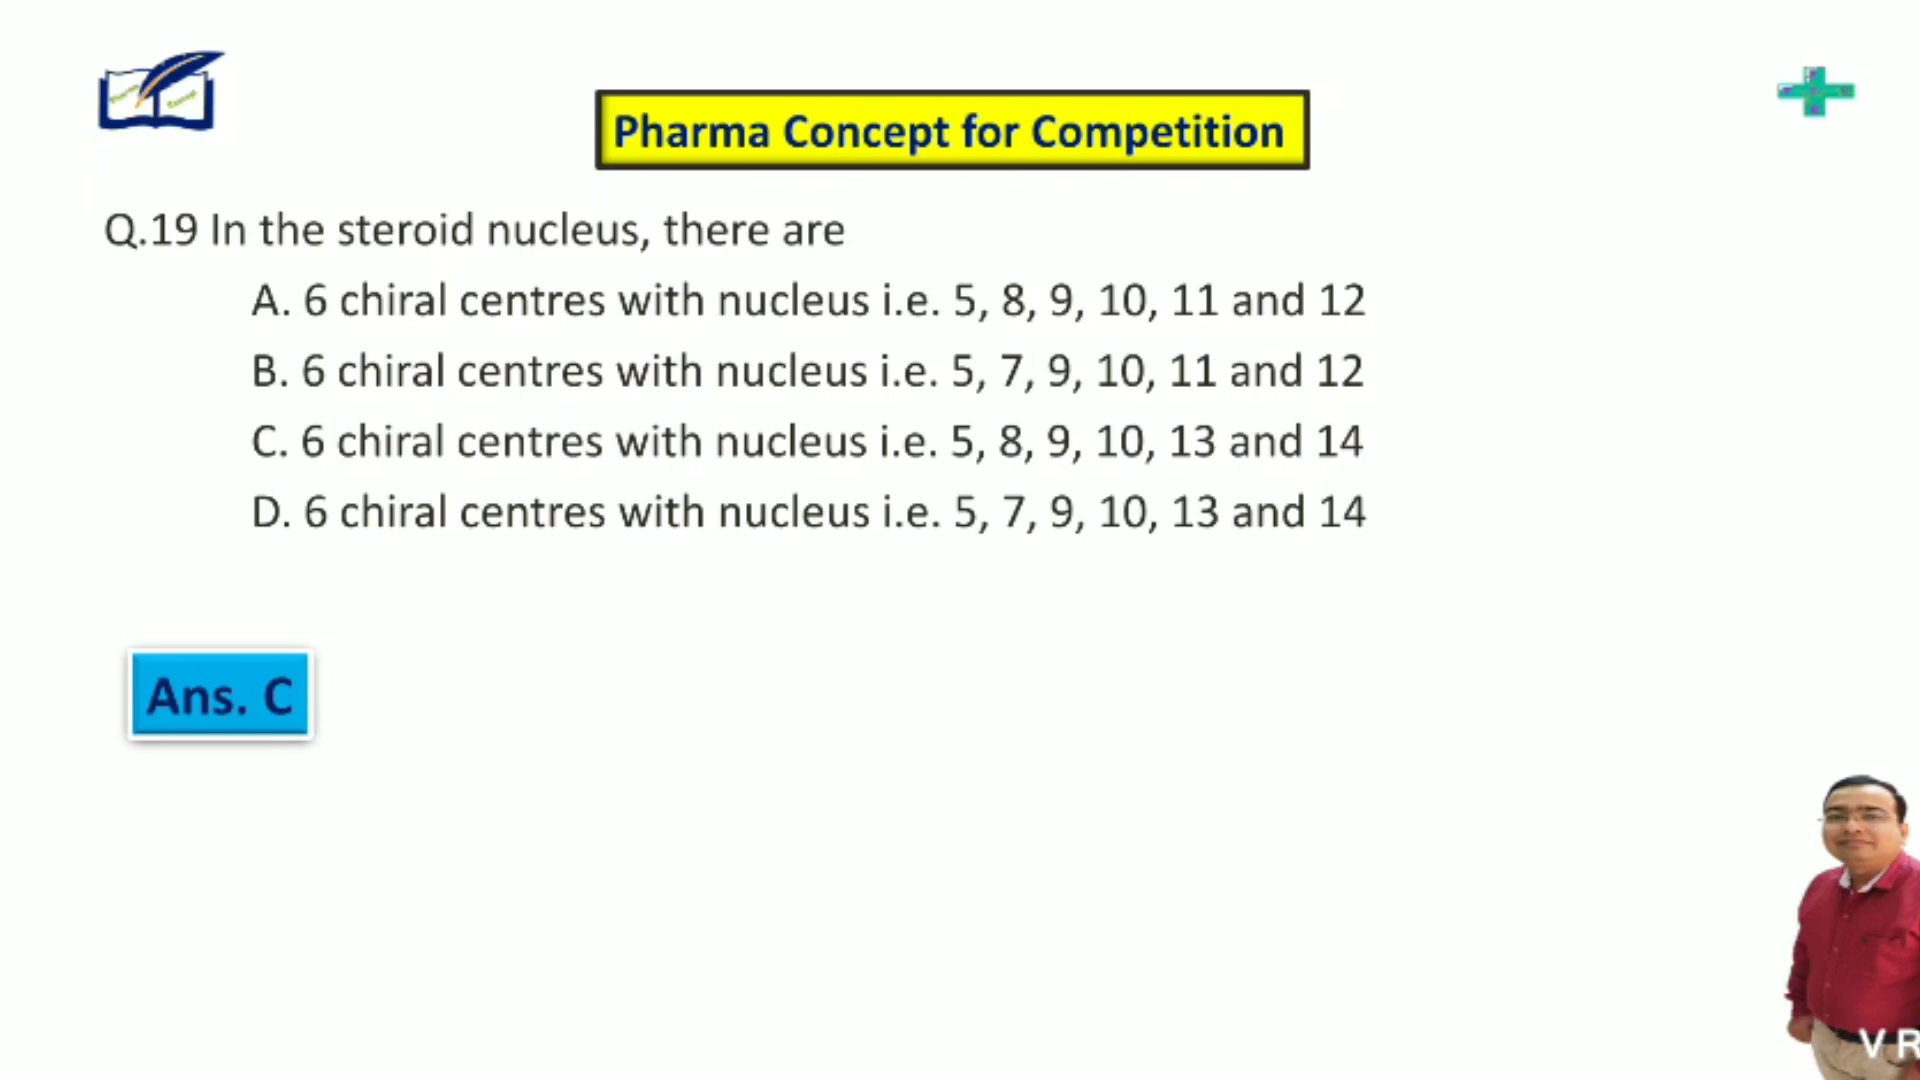 Pharma Concept for Competition
Q.19 In the steroid nucleus, there are
A. 6 chiral centres with nucleus i.e. 5, 8, 9, 10, 11 and 12
B. 6 chiral centres with nucleus i.e. 5, 7, 9, 10, 11 and 12
C. 6 chiral centres with nucleus i.e. 5, 8, 9, 10, 13 and 14
D. 6 chiral centres with nucleus i.e. 5, 7, 9, 10, 13 and 14
Ans. C
V R